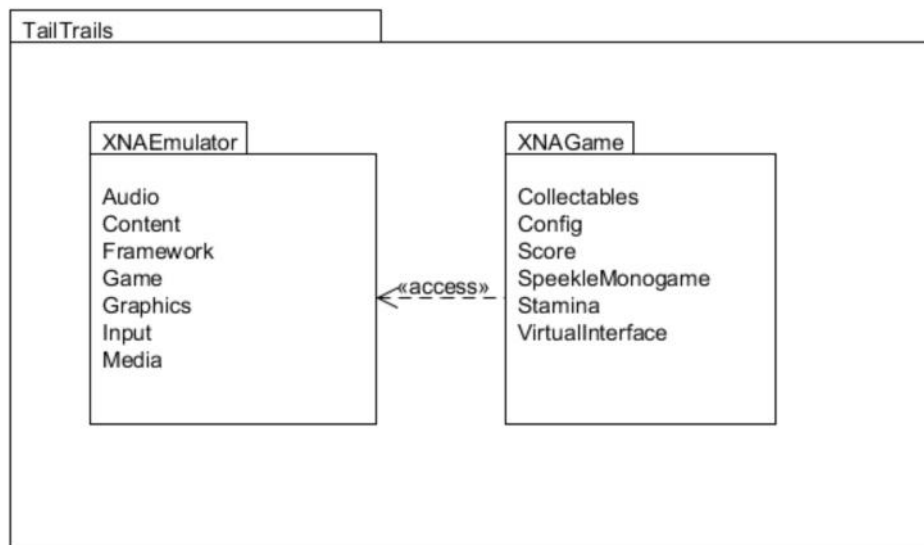 TailTrails
XNAEmulator
Audio
Content
Framework
Game
Graphics
Input
Media
«access»
XNAGame
Collectables
Config
Score
SpeekleMonogame
Stamina
VirtualInterface